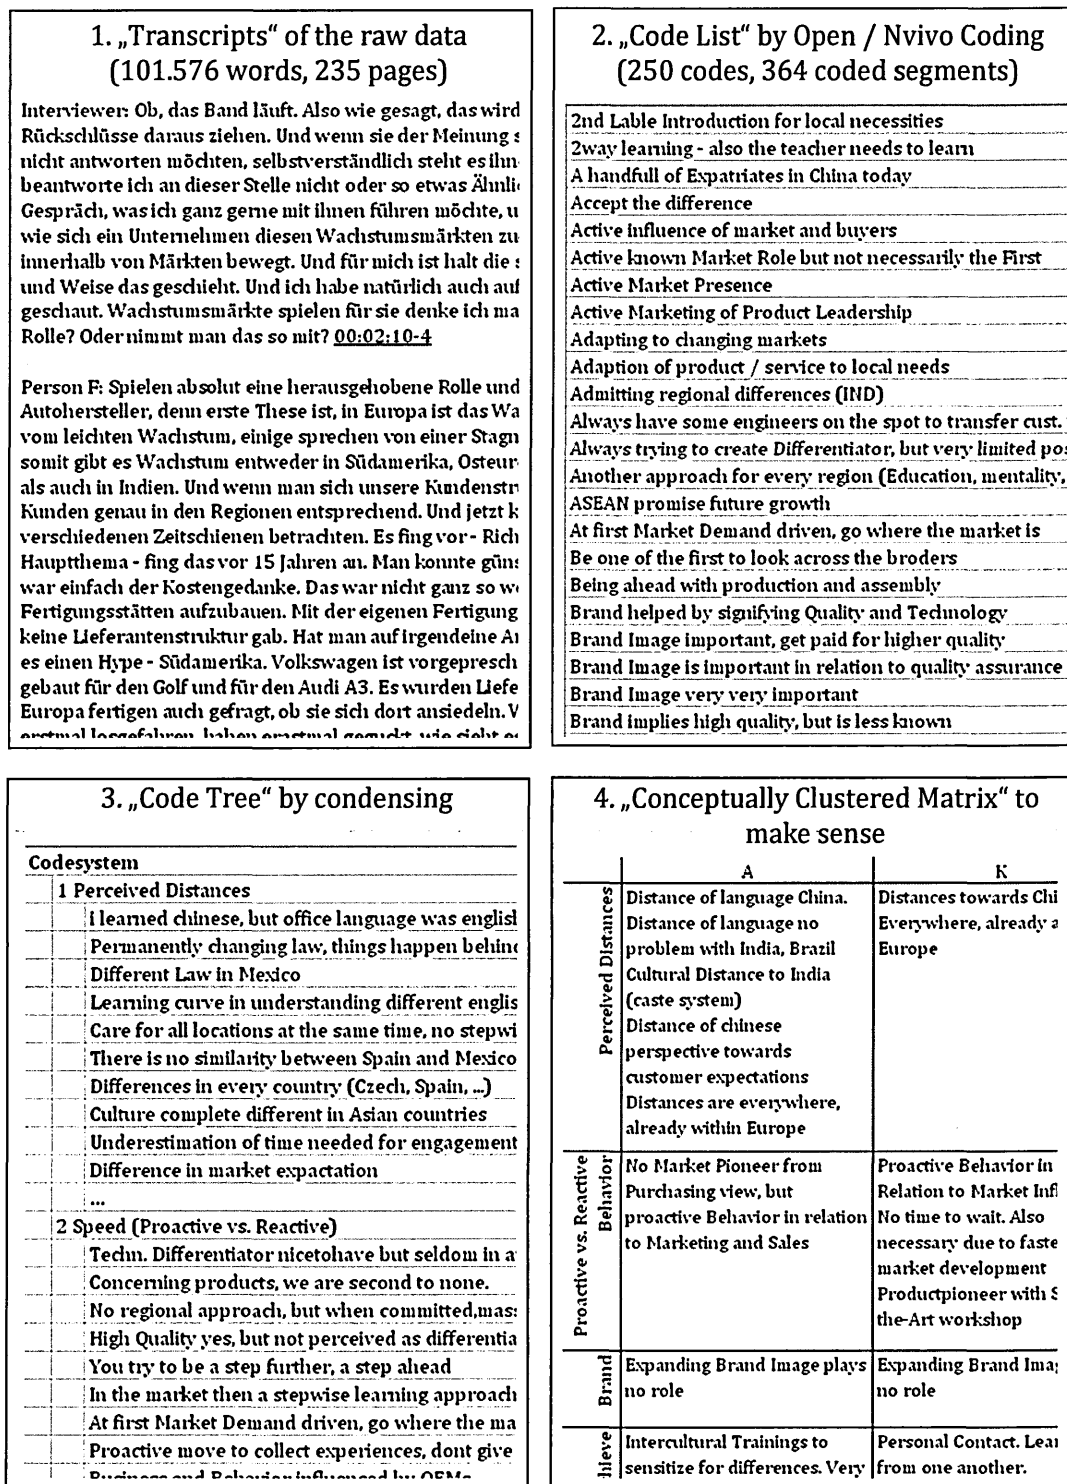 1. „Transcripts“ of the raw data
(101.576 words, 235 pages)
Interviewer: Ob, das Band läuft. Also wie gesagt, das wird
Rückschlüsse daraus ziehen. Und wenn sie der Meinung s
nicht antworten möchten, selbstverständlich steht es ihn
beantworte ich an dieser Stelle nicht oder so etwas Ähnli
Gespräch, was ich ganz gerne mit ihnen führen möchte, u
wie sich ein Unternehmen diesen Wachstumsmärkten zu
innerhalb von Märkten bewegt. Und für mich ist halt die
und Weise das geschieht. Und ich habe natürlich auch auf
geschaut. Wachstumsmärkte spielen für sie denke ich ma
Rolle? Oder nimmt man das so mit? 00:02:10-4
Person F: Spielen absolut eine herausgehobene Rolle und
Autohersteller, denn erste These ist, in Europa ist das Wa
vom leichten Wachstum, einige sprechen von einer Stagn
somit gibt es Wachstum entweder in Südamerika, Osteur
als auch in Indien. Und wenn man sich unsere Kundenstr
Kunden genau in den Regionen entsprechend. Und jetzt k
verschiedenen Zeitschienen betrachten. Es fing vor - Rich
Hauptthema - fing das vor 15 Jahren an. Man konnte güns
war einfach der Kostengedanke. Das war nicht ganz so w
Fertigungsstätten aufzubauen. Mit der eigenen Fertigung
keine Lieferantenstruktur gab. Hat man auf irgendeine A
es einen Hype - Südamerika. Volkswagen ist vorgepresch
gebaut für den Golf und für den Audi A3. Es wurden Liefe
Europa fertigen auch gefragt, ob sie sich dort ansiedeln. V
erstmal losgefahren, haben erstmal geguckt, wie sieht es
2. „Code List“ by Open / Nvivo Coding
(250 codes, 364 coded segments)
2nd Lable Introduction for local necessities
2way learning - also the teacher needs to learn
A handfull of Expatriates in China today
Accept the difference
Active influence of market and buyers
Active known Market Role but not necessarily the First
Active Market Presence
Active Marketing of Product Leadership
Adapting to changing markets
Adaption of product / service to local needs
Admitting regional differences (IND)
Always have some engineers on the spot to transfer cust.
Always trying to create Differentiator, but very limited pos
Another approach for every region (Education, mentality,
ASEAN promise future growth
At first Market Demand driven, go where the market is
Be one of the first to look across the broders
Being ahead with production and assembly
Brand helped by signifying Quality and Technology
Brand Image important, get paid for higher quality
Brand Image is important in relation to quality assurance
Brand Image very very important
Brand implies high quality, but is less known
3. „Code Tree“ by condensing
Codesystem
1 Perceived Distances
i learned chinese, but office language was englisl
Permanently changing law, things happen behin
Different Law in Mexico
Learning curve in understanding different englis
Care for all locations at the same time, no stepwi
There is no similarity between Spain and Mexico
Differences in every country (Czech, Spain, ...)
Culture complete different in Asian countries
Underestimation of time needed for engagement
Difference in market expactation
...
2 Speed (Proactive vs. Reactive)
Techn. Differentiator nicetohave but seldom in a
Concerning products, we are second to none.
No regional approach, but when committed,mas
High Quality yes, but not perceived as differentia
You try to be a step further, a step ahead
In the market then a stepwise learning approach
At first Market Demand driven, go where the ma
Proactive move to collect experiences, dont give
Business and Behavior influenced by OEMs
4. „Conceptually Clustered Matrix“ to
make sense
A
K
Perceived Distances
Distance of language China.
Distance of language no
problem with India, Brazil
Cultural Distance to India
(caste system)
Distance of chinese
perspective towards
customer expectations
Distances are everywhere,
already within Europe
Distances towards Chi
Everywhere, already a
Europe
Proactive vs. Reactive
Behavior
No Market Pioneer from
Purchasing view, but
proactive Behavior in relation
to Marketing and Sales
Proactive Behavior in
Relation to Market Infl
No time to wait. Also
necessary due to faste
market development
Productpioneer with S
the-Art workshop
Brand
Expanding Brand Image plays
no role
Expanding Brand Ima
no role
hieve
Intercultural Trainings to
sensitize for differences. Very
Personal Contact. Lear
from one another.